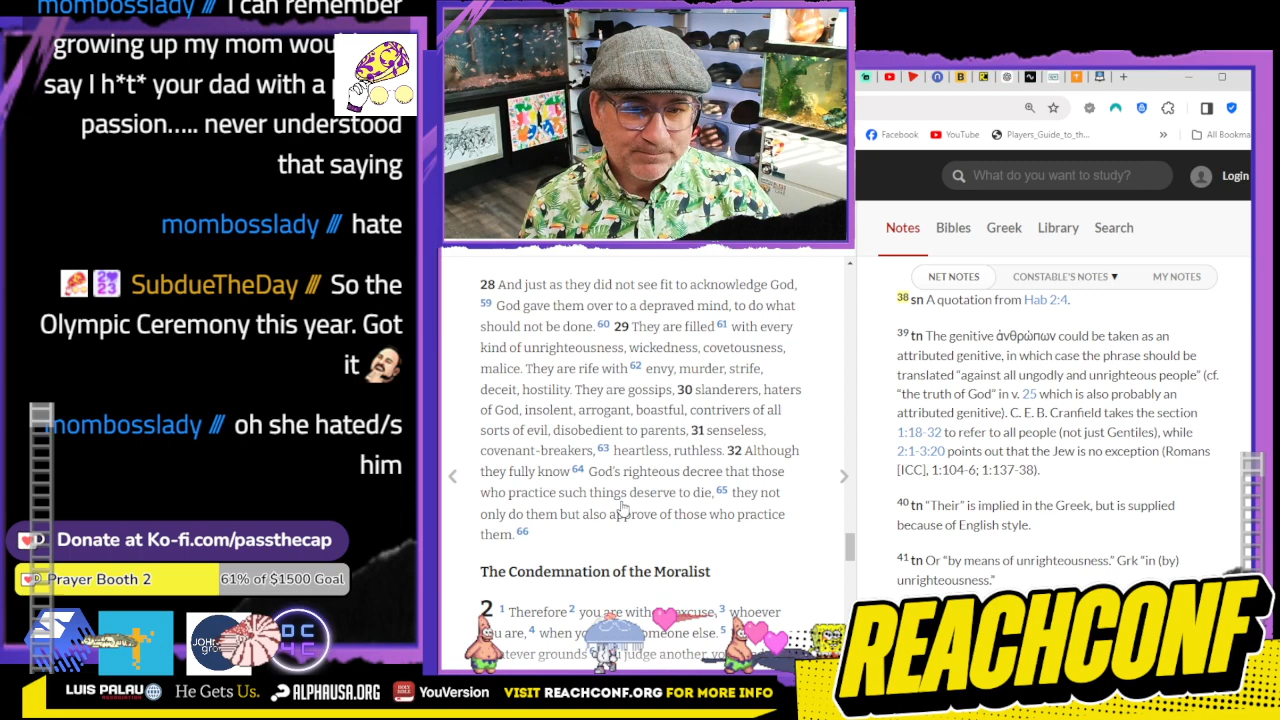 mombosslady /// I can remember
growing up my mom
say I h*t* your dad with a
passion..... never understood
that saying
mombosslady /// hate
SubdueTheDay /// So the
Olympic Ceremony this year. Got
it
mombosslady /// oh she hated/s
him
Donate at Ko-fi.com/passthecap
Prayer Booth 2 61% of $1500 Goal
28 And just as they did not see fit to acknowledge God,
59 God gave them over to a depraved mind, to do what
should not be done. 60 29 They are filled 61 with every
kind of unrighteousness, wickedness, covetousness,
malice. They are rife with 62 envy, murder, strife,
deceit, hostility. They are gossips, 30 slanderers, haters
of God, insolent, arrogant, boastful, contrivers of all
sorts of evil, disobedient to parents, 31 senseless,
covenant-breakers, 63 heartless, ruthless. 32 Although
they fully know 64 God's righteous decree that those
who practice such things deserve to die, 65 they not
only do them but also approve of those who practice
them. 66
The Condemnation of the Moralist
2 1 Therefore 2 you are without excuse, 3 whoever
you are, 4 when you someone else. 5
whatever grounds you judge another,
Facebook YouTube Players_Guide_to_th... » All Bookma
What do you want to study? Login
Notes Bibles Greek Library Search
NET NOTES CONSTABLE'S NOTES ▼ MY NOTES
38 sn A quotation from Hab 2:4.
39 tn The genitive ἀνθρώπων could be taken as an
attributed genitive, in which case the phrase should be
translated “against all ungodly and unrighteous people” (cf.
“the truth of God” in v. 25 which is also probably an
attributed genitive). C. E. B. Cranfield takes the section
1:18-32 to refer to all people (not just Gentiles), while
2:1-3:20 points out that the Jew is no exception (Romans
[ICC], 1:104-6; 1:137-38).
40 tn “Their” is implied in the Greek, but is supplied
because of English style.
41 tn Or “by means of unrighteousness.” Grk “in (by)
unrighteousness.”
REACHCONF
LUIS PALAU He Gets Us. ALPHAUSA.ORG HOLY BIBLE YouVersion VISIT REACHCONF.ORG FOR MORE INFO